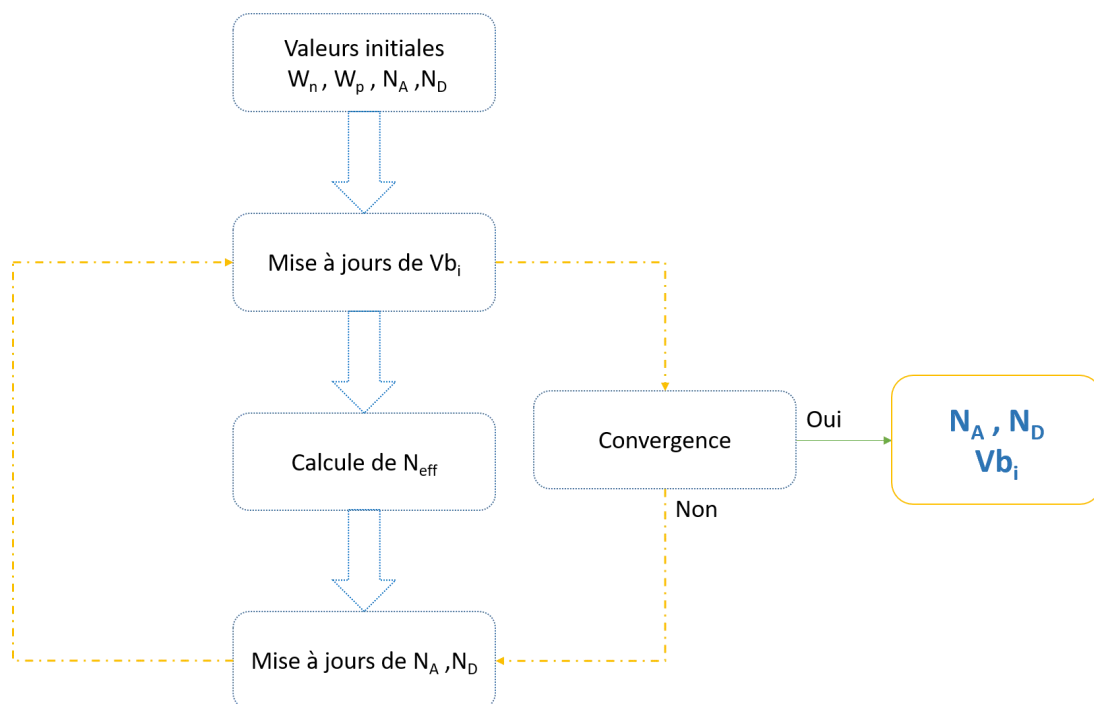 Valeurs initiales
Wn , Wp , NA ,ND
Mise à jours de Vbi
Calcule de Neff
Mise à jours de NA ,ND
Convergence
Oui
Non
NA , ND
Vbi